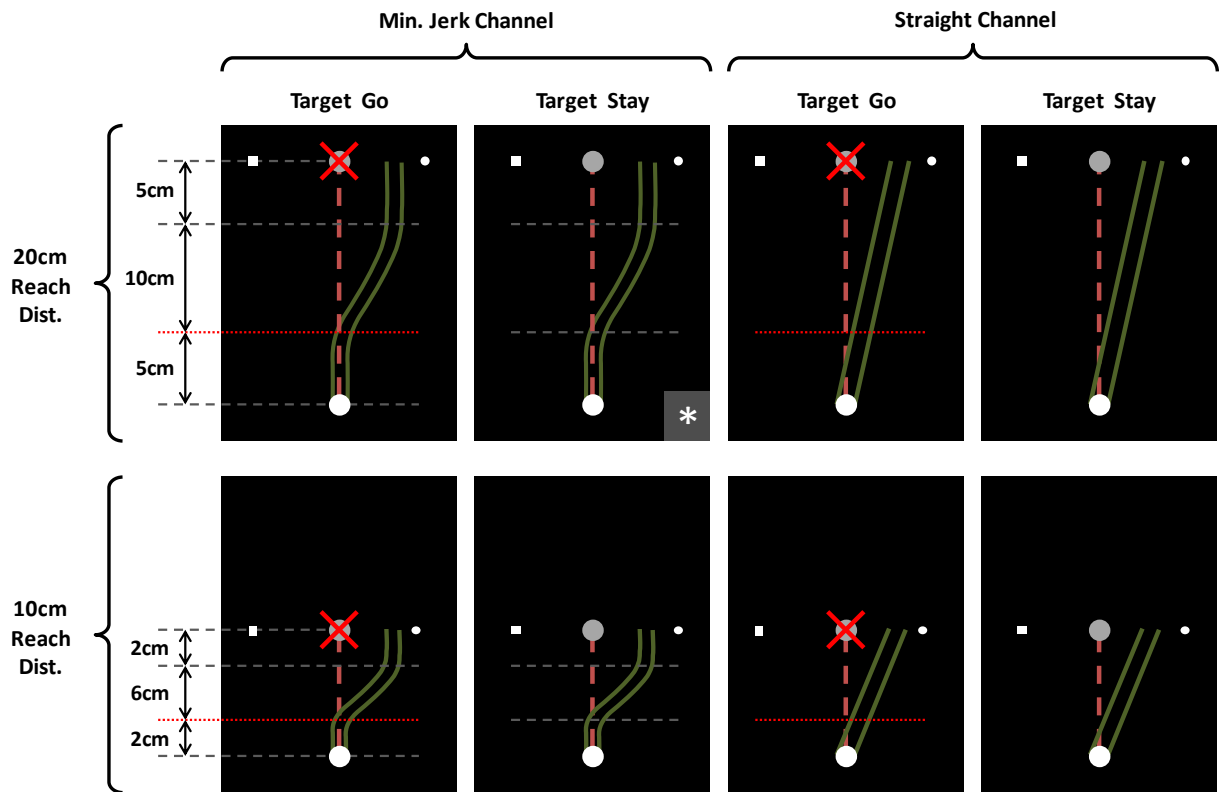 Min. Jerk Channel
Straight Channel
Target Go
Target Stay
Target Go
Target Stay
20cm
Reach
Dist.
5cm
10cm
5cm
*
10cm
Reach
Dist.
2cm
6cm
2cm